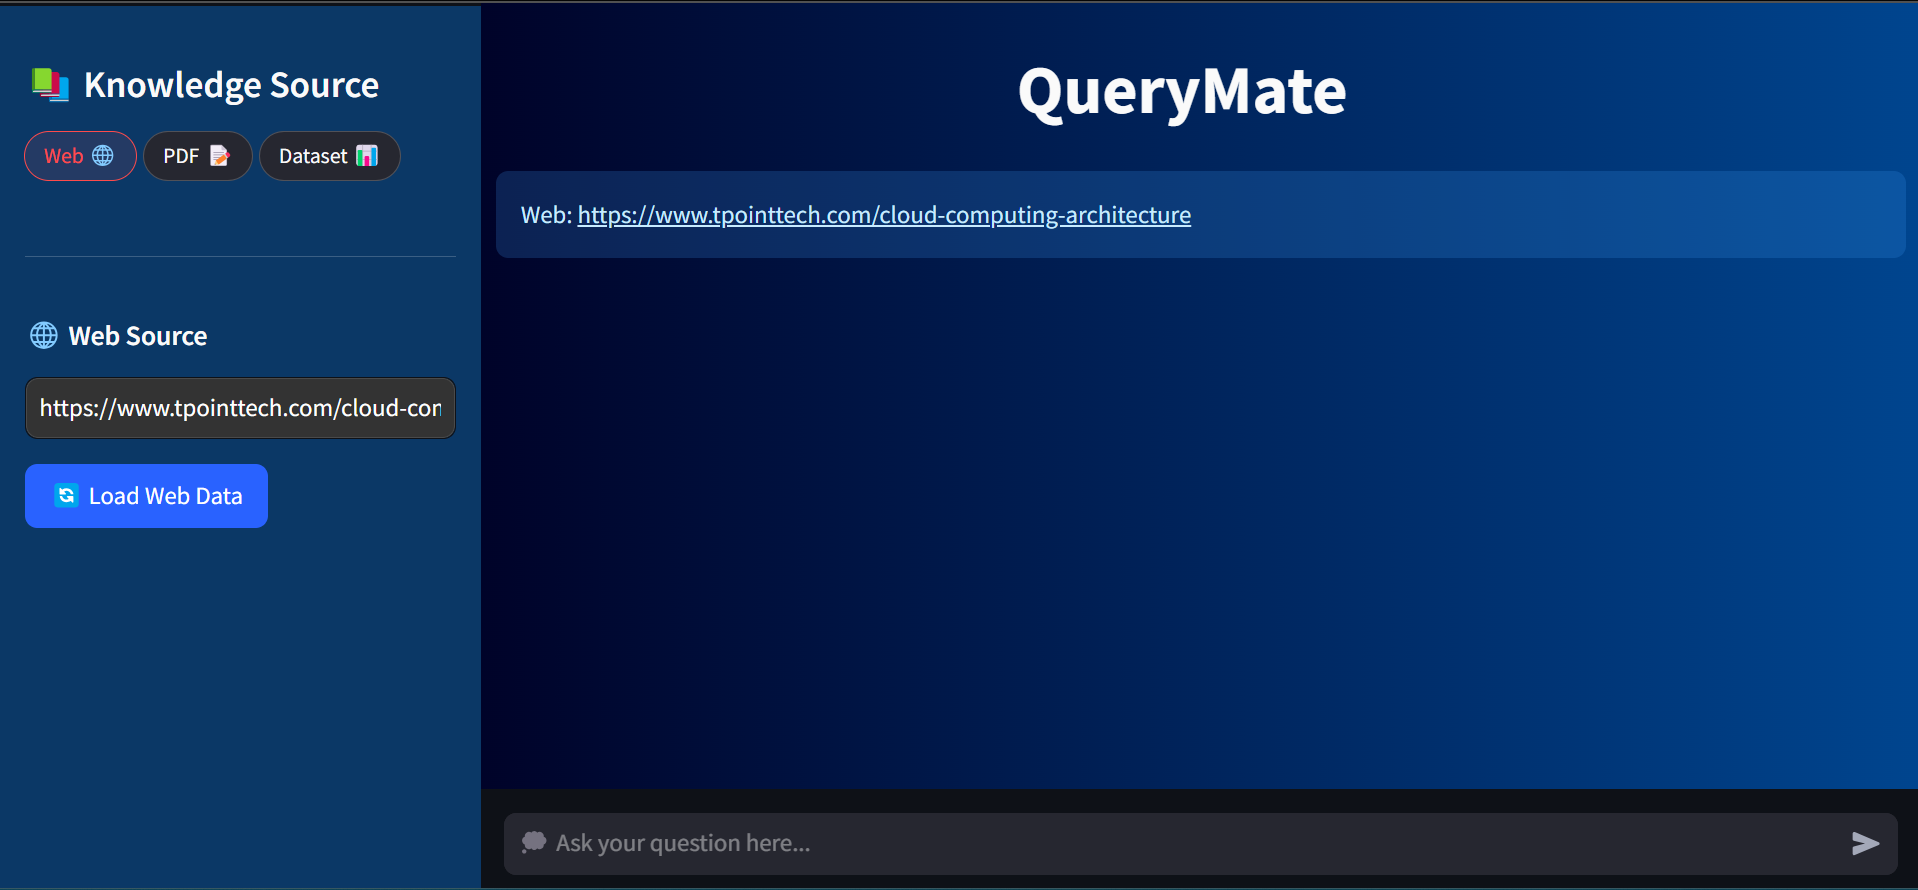 Knowledge Source
Web
PDF
Dataset
Web Source
https://www.tpointtech.com/cloud-con
Load Web Data
QueryMate
Web: https://www.tpointtech.com/cloud-computing-architecture
Ask your question here...